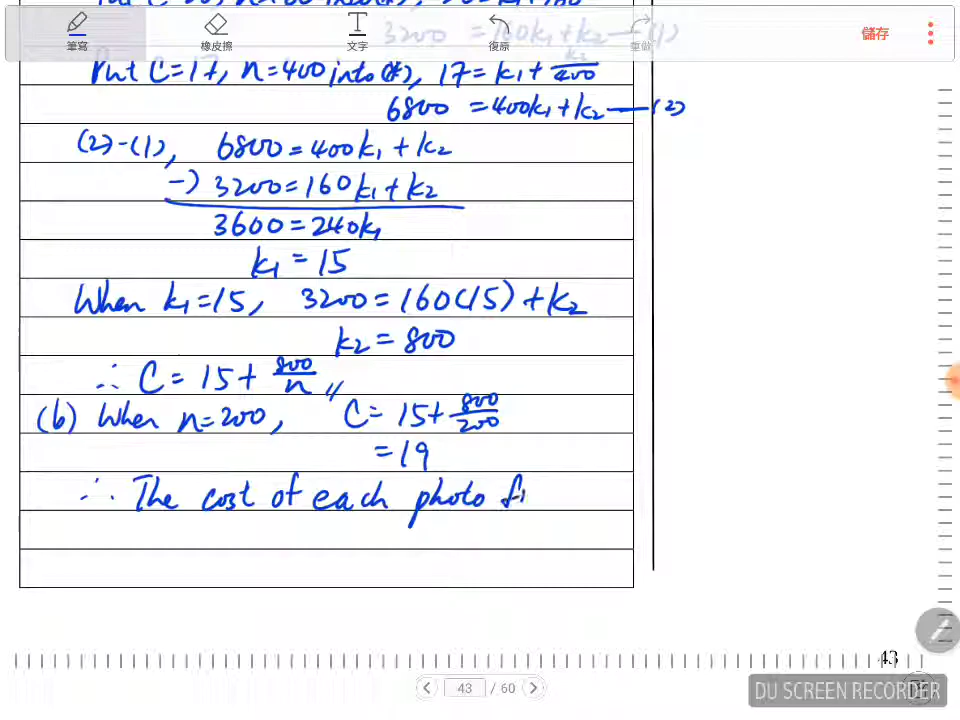 筆寫 橡皮擦 文字 復原 重做 儲存
3200 = 160k₁ + k₂ —(1)
Put C=17, n=400 into (*), 17 = k₁ + k₂/400
6800 = 400k₁ + k₂ —(2)
(2)-(1), 6800 = 400k₁ + k₂
-) 3200 = 160k₁ + k₂
3600 = 240k₁
k₁ = 15
When k₁ = 15, 3200 = 160(15) + k₂
k₂ = 800
∴ C = 15 + 800/n //
(b) When n = 200, C = 15 + 800/200
= 19
∴ The cost of each photo
43
43 / 60
DU SCREEN RECORDER